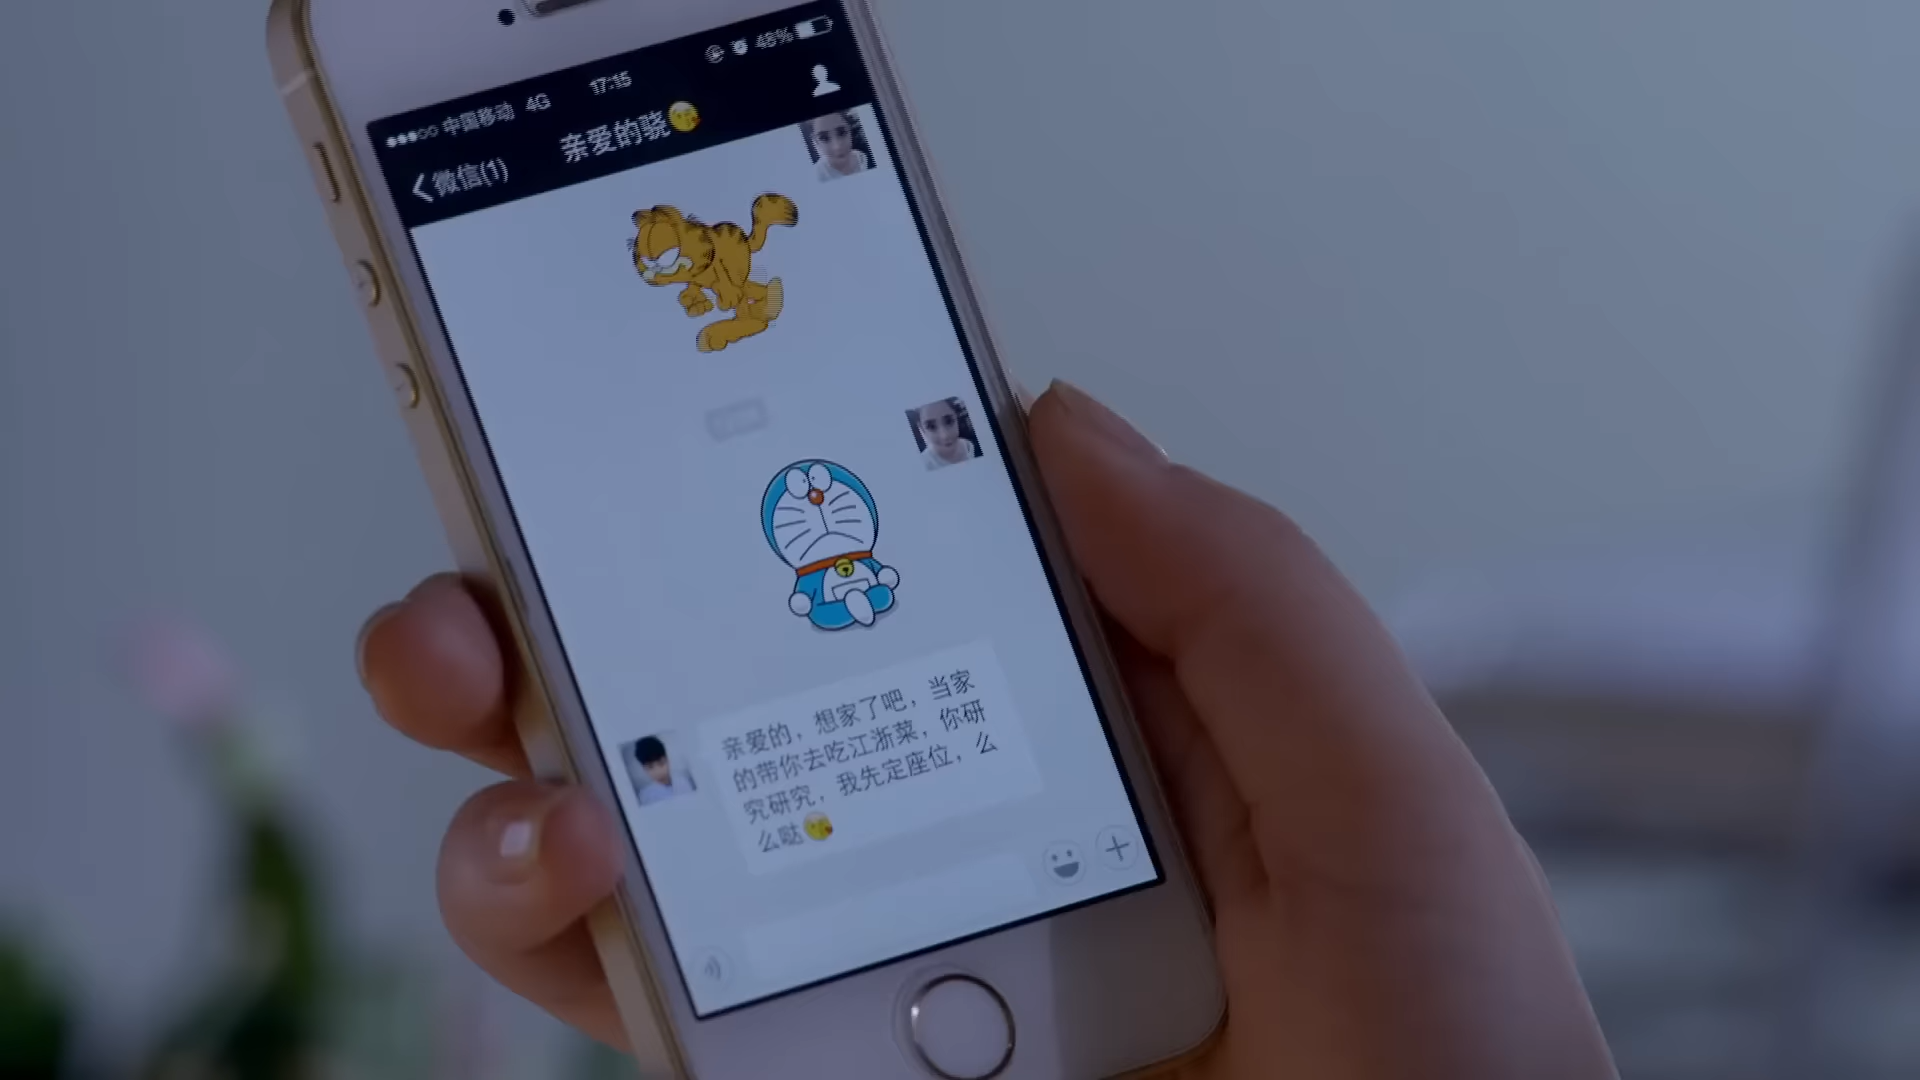 中国移动 4G 17:15 48%
微信(1) 亲爱的骁😘
亲爱的，想家了吧，当家
的带你去吃江浙菜，你研
究研究，我先定座位，么
么哒😘